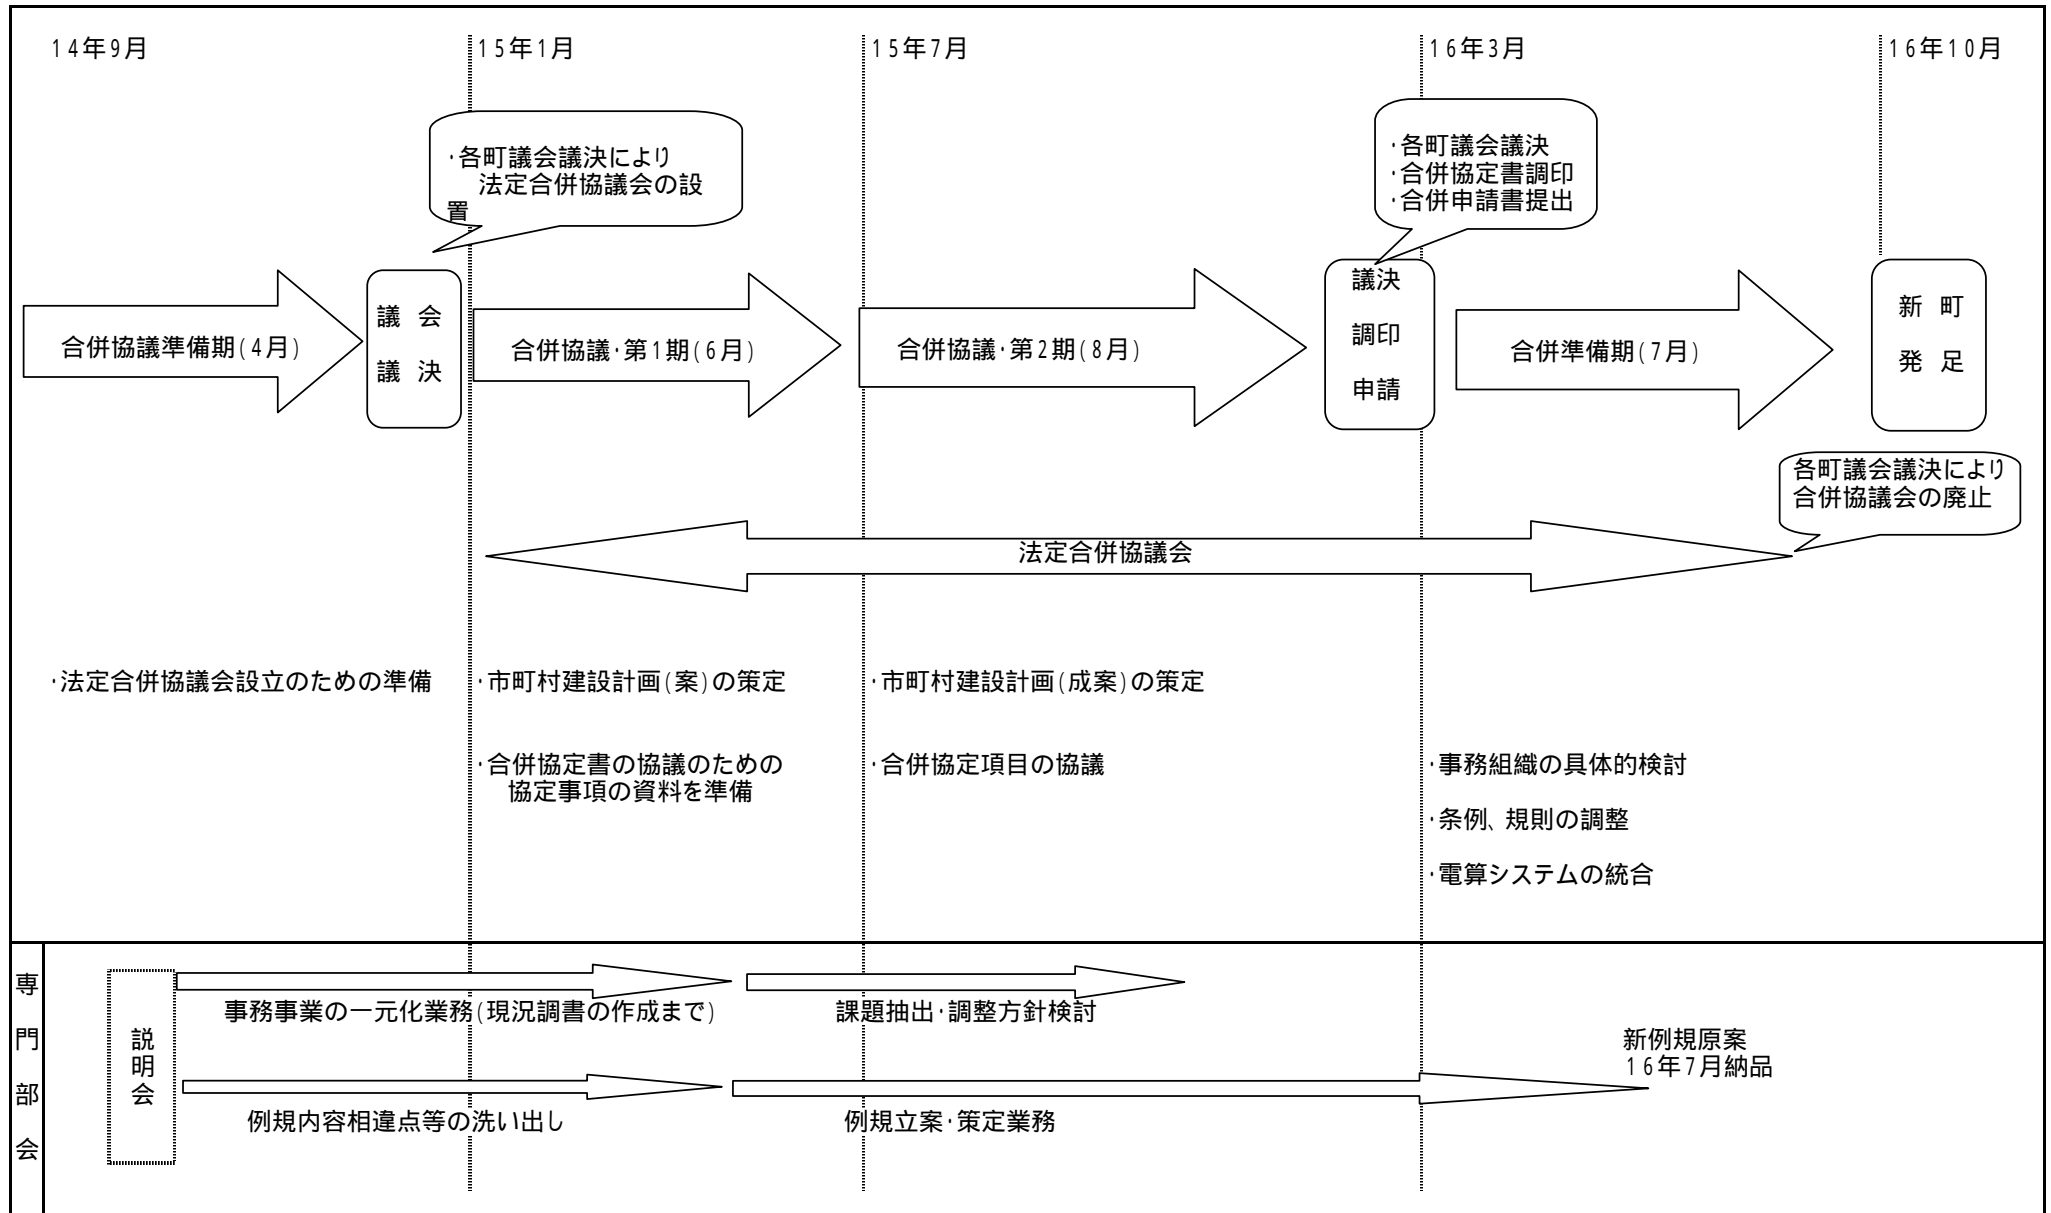 14年9月
15年1月
15年7月
16年3月
16年10月
・各町議会議決により
法定合併協議会の設
置
・各町議会議決
・合併協定書調印
・合併申請書提出
合併協議準備期(4月)
議 会
議 決
合併協議・第1期(6月)
合併協議・第2期(8月)
議決
調印
申請
合併準備期(7月)
新 町
発 足
各町議会議決により
合併協議会の廃止
法定合併協議会
・法定合併協議会設立のための準備
・市町村建設計画(案)の策定
・市町村建設計画(成案)の策定
・合併協定書の協議のための
協定事項の資料を準備
・合併協定項目の協議
・事務組織の具体的検討
・条例、規則の調整
・電算システムの統合
専
門
部
会
説
明
会
事務事業の一元化業務(現況調書の作成まで)
課題抽出・調整方針検討
例規内容相違点等の洗い出し
例規立案・策定業務
新例規原案
16年7月納品